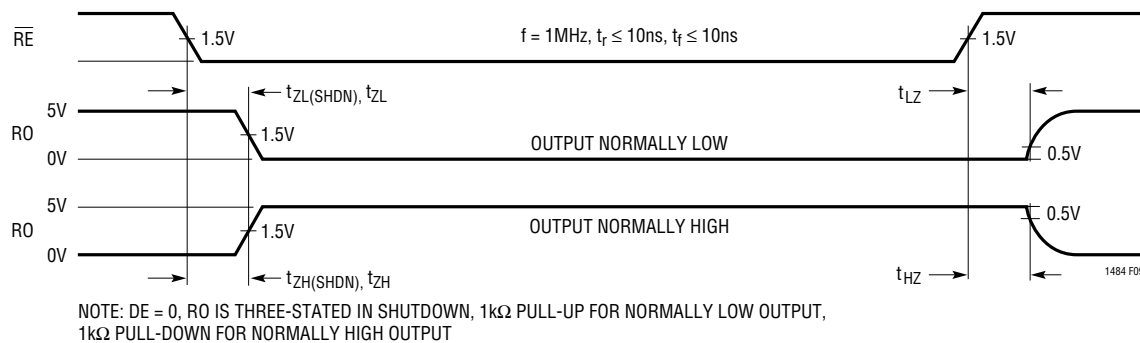 RE
1.5V
f = 1MHz, tr ≤ 10ns, tf ≤ 10ns
1.5V
tZL(SHDN), tZL
tLZ
5V
RO
1.5V
OUTPUT NORMALLY LOW
0V
0.5V
5V
RO
1.5V
OUTPUT NORMALLY HIGH
0.5V
0V
tZH(SHDN), tZH
tHZ
1484 F09
NOTE: DE = 0, RO IS THREE-STATED IN SHUTDOWN, 1kΩ PULL-UP FOR NORMALLY LOW OUTPUT,
1kΩ PULL-DOWN FOR NORMALLY HIGH OUTPUT